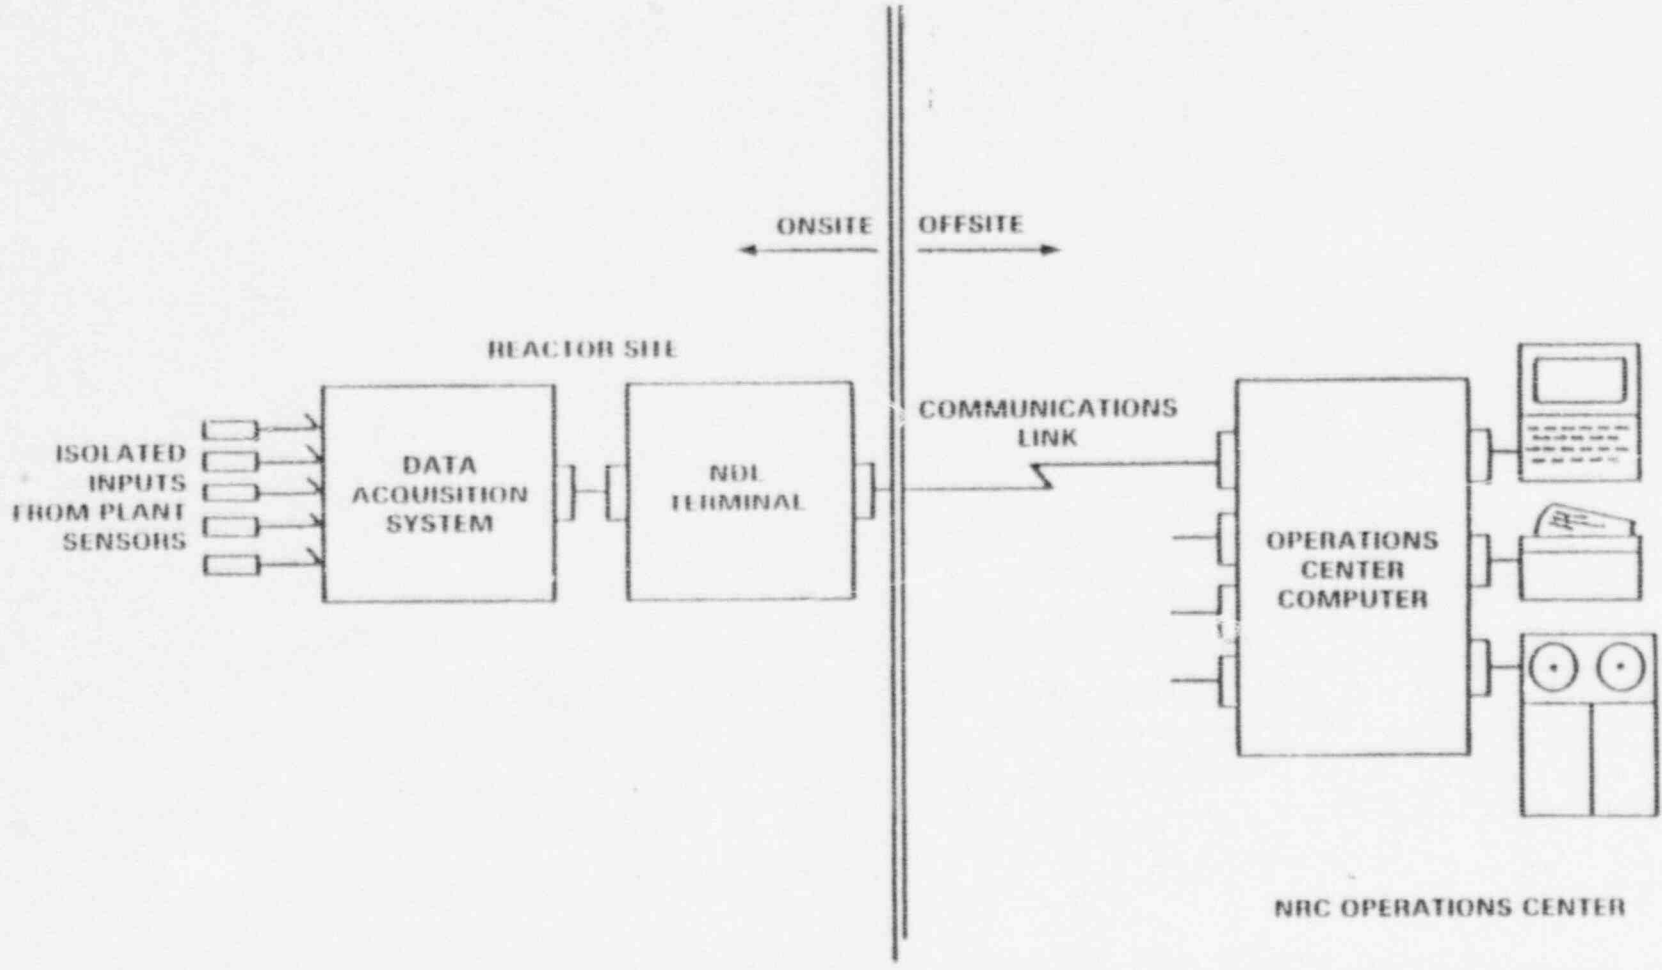 ONSITE
OFFSITE
REACTOR SITE
ISOLATED
INPUTS
FROM PLANT
SENSORS
DATA
ACQUISITION
SYSTEM
NDL
TERMINAL
COMMUNICATIONS
LINK
OPERATIONS
CENTER
COMPUTER
NRC OPERATIONS CENTER